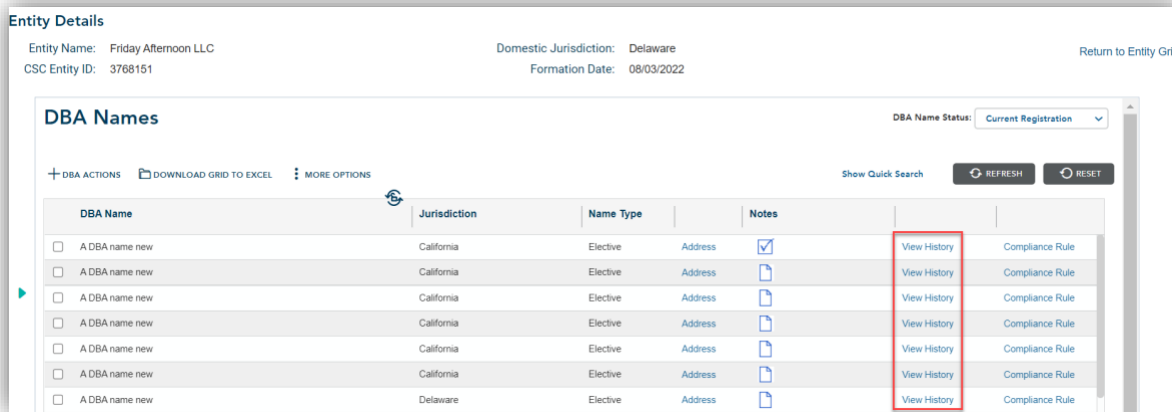 Entity Details
Entity Name: Friday Afternoon LLC Domestic Jurisdiction: Delaware
Return to Entity Gri
CSC Entity ID: 3768151 Formation Date: 08/03/2022
DBA Names
DBA Name Status: Current Registration
DBA ACTIONS DOWNLOAD GRID TO EXCEL MORE OPTIONS Show Quick Search REFRESH RESET
DBA Name Jurisdiction Name Type Notes
A DBA name new California Elective Address View History Compliance Rule
A DBA name new California Elective Address View History Compliance Rule
A DBA name new California Elective Address View History Compliance Rule
A DBA name new California Elective Address View History Compliance Rule
A DBA name new California Elective Address View History Compliance Rule
A DBA name new California Elective Address View History Compliance Rule
A DBA name new Delaware Elective Address View History Compliance Rule